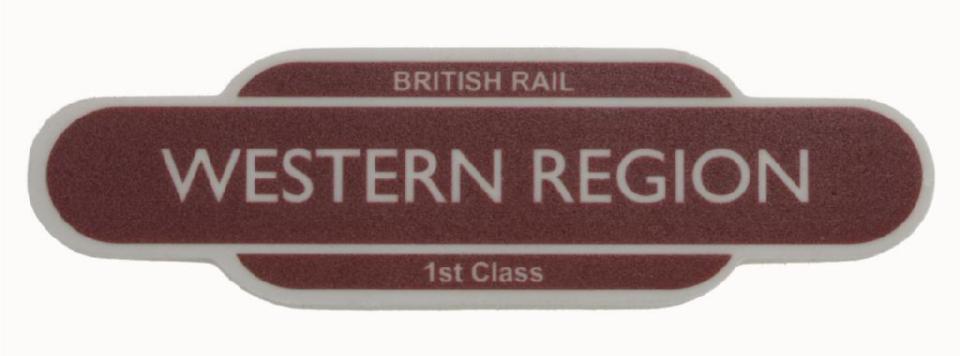 BRITISH RAIL
WESTERN REGION
1st Class